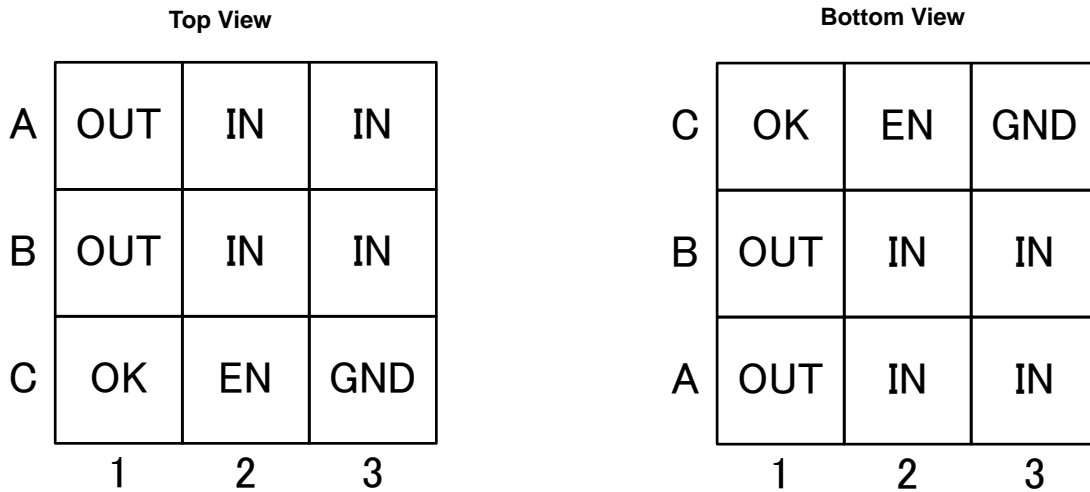 Top View
A OUT IN IN
B OUT IN IN
C OK EN GND
1 2 3
Bottom View
C OK EN GND
B OUT IN IN
A OUT IN IN
1 2 3